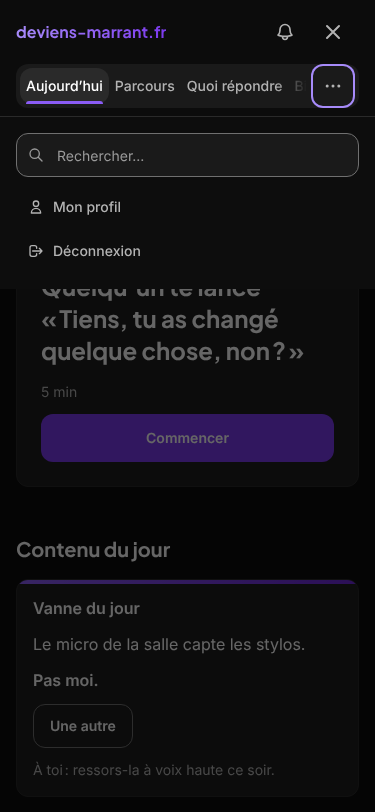 deviens-marrant.fr
Aujourd’hui Parcours Quoi répondre
Rechercher...
Mon profil
Déconnexion
Quelqu’un te lance
« Tiens, tu as changé
quelque chose, non ? »
5 min
Commencer
Contenu du jour
Vanne du jour
Le micro de la salle capte les stylos.
Pas moi.
Une autre
À toi : ressors-la à voix haute ce soir.